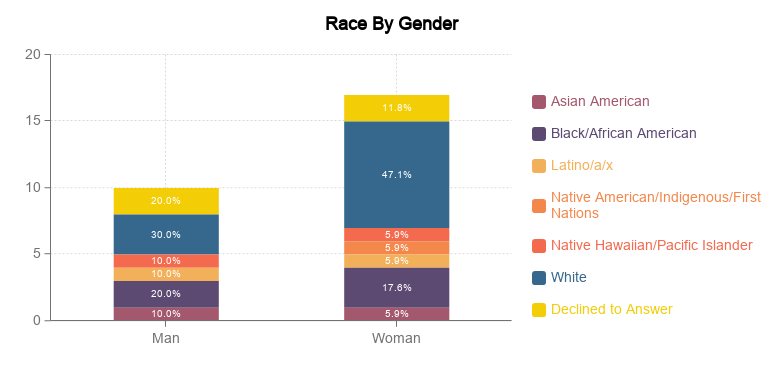 Race By Gender
20
15
10
5
0
20.0%
30.0%
10.0%
10.0%
20.0%
10.0%
11.8%
47.1%
5.9%
5.9%
5.9%
17.6%
5.9%
Man
Woman
Asian American
Black/African American
Latino/a/x
Native American/Indigenous/First
Nations
Native Hawaiian/Pacific Islander
White
Declined to Answer